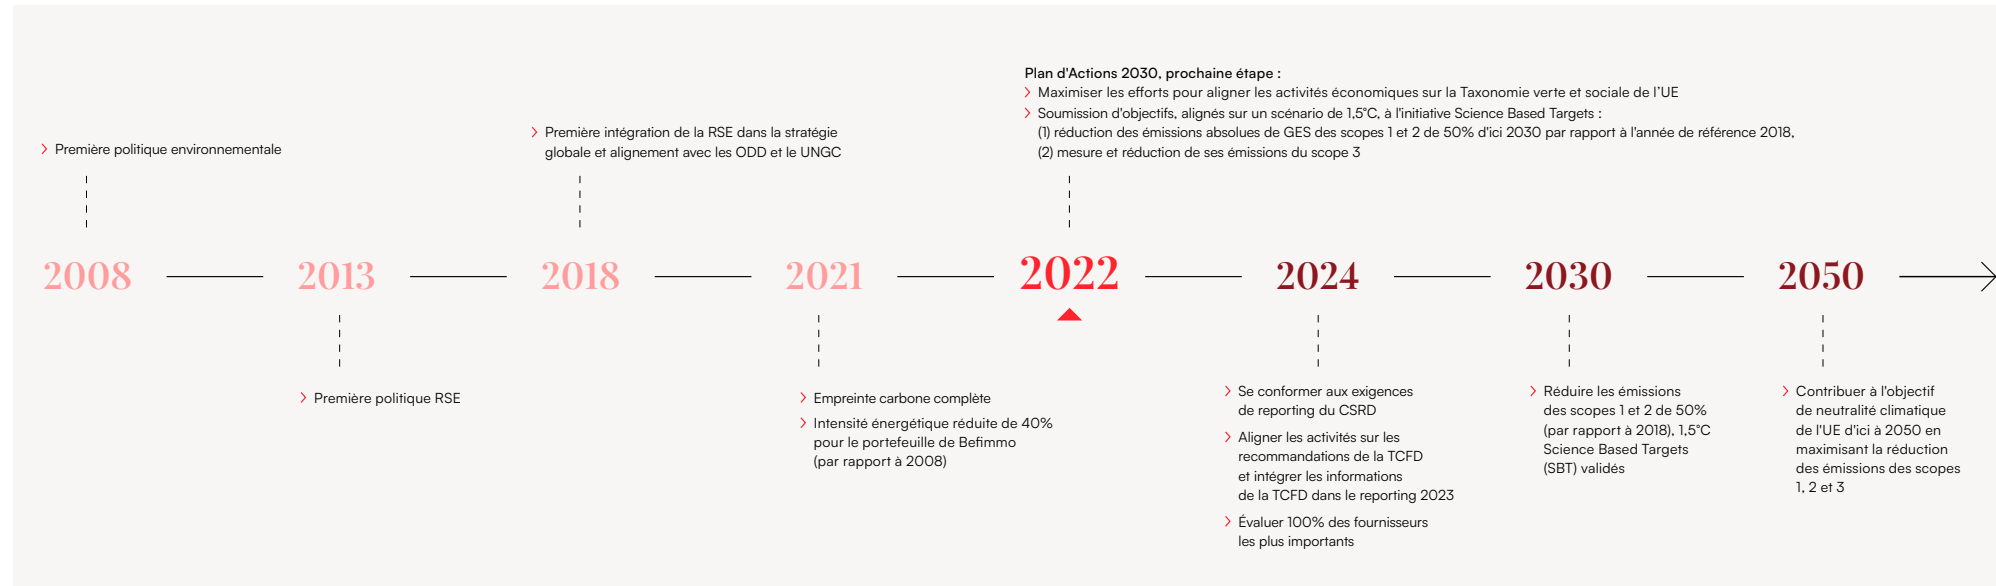 Plan d'Actions 2030, prochaine étape :
> Maximiser les efforts pour aligner les activités économiques sur la Taxonomie verte et sociale de l'UE
> Soumission d'objectifs, alignés sur un scénario de 1,5°C, à l'initiative Science Based Targets :
(1) réduction des émissions absolues de GES des scopes 1 et 2 de 50% d'ici 2030 par rapport à l'année de référence 2018,
(2) mesure et réduction de ses émissions du scope 3
> Première intégration de la RSE dans la stratégie
globale et alignement avec les ODD et le UNGC
> Première politique environnementale
2008
2013
2018
2021
2022
2024
2030
2050
> Première politique RSE
> Empreinte carbone complète
> Intensité énergétique réduite de 40%
pour le portefeuille de Befimmo
(par rapport à 2008)
> Se conformer aux exigences
de reporting du CSRD
> Aligner les activités sur les
recommandations de la TCFD
et intégrer les informations
de la TCFD dans le reporting 2023
> Évaluer 100% des fournisseurs
les plus importants
> Réduire les émissions
des scopes 1 et 2 de 50%
(par rapport à 2018), 1,5°C
Science Based Targets
(SBT) validés
> Contribuer à l'objectif
de neutralité climatique
de l'UE d'ici à 2050 en
maximisant la réduction
des émissions des scopes
1, 2 et 3